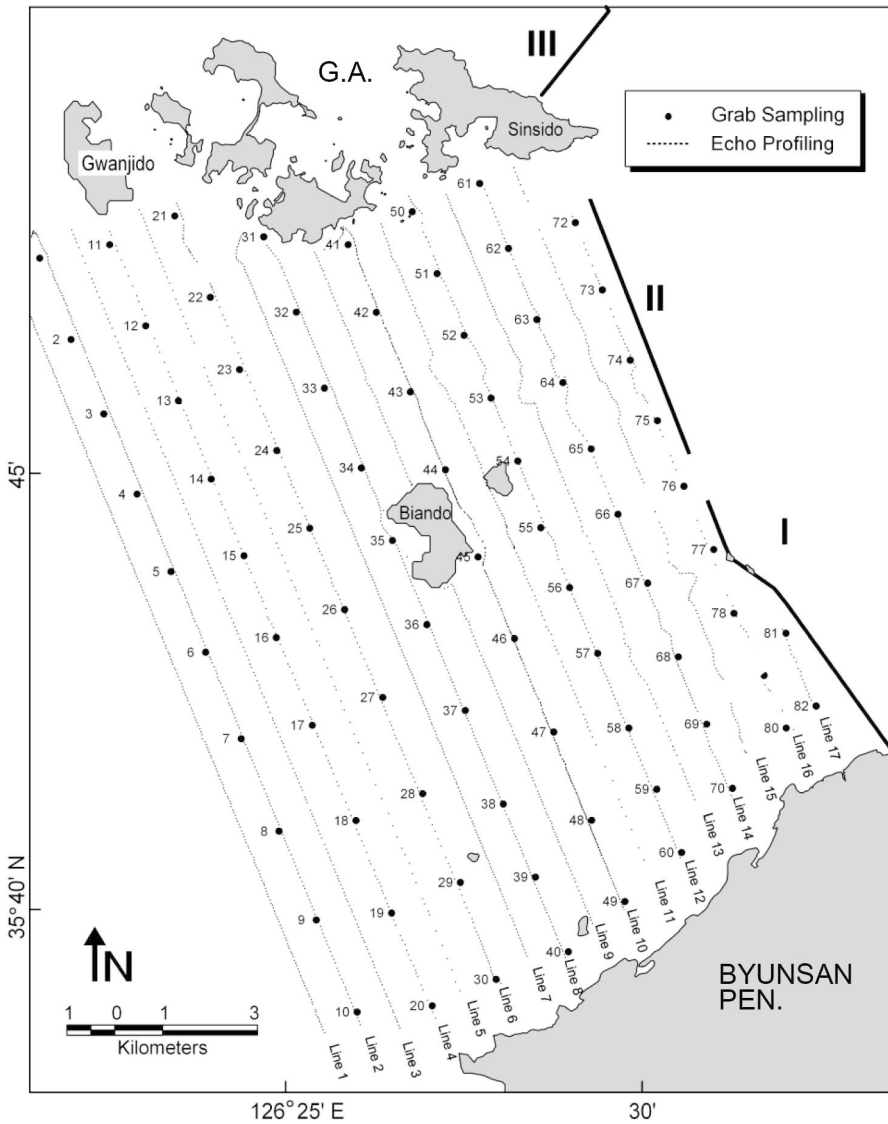 III
G.A.
Grab Sampling
Echo Profiling
Sinsido
Gwanjido
61
21
50
72
31
11
41
62
51
II
73
22
32
42
63
12
52
74
2
23
64
33
43
53
13
3
75
65
24
54
45'
34
44
14
76
4
66
Biando
25
55
I
35
77
15
45
5
56
67
26
78
36
81
16
46
6
57
68
27
82
37
17
69
80
7
47
58
Line 17
Line 16
28
59
70
Line 15
38
Line 14
18
48
8
Line 13
60
Line 12
39
29
Line 11
49
19
Line 10
9
35° 40' N
Line 9
40
Line 8
30
Line 7
BYUNSAN
PEN.
N
Line 6
20
10
Line 5
1 0 1 3
Line 4
Kilometers
Line 3
Line 2
Line 1
126° 25' E
30'